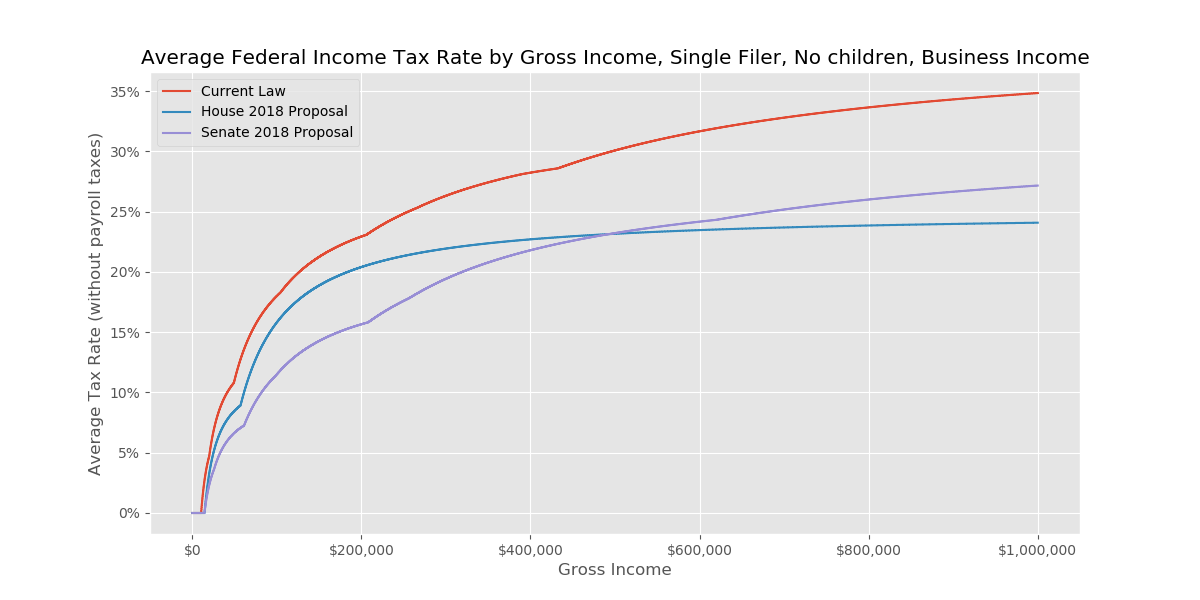 Average Federal Income Tax Rate by Gross Income, Single Filer, No children, Business Income
Current Law
House 2018 Proposal
Senate 2018 Proposal
Average Tax Rate (without payroll taxes)
35%
30%
25%
20%
15%
10%
5%
0%
$0
$200,000
$400,000
$600,000
$800,000
$1,000,000
Gross Income